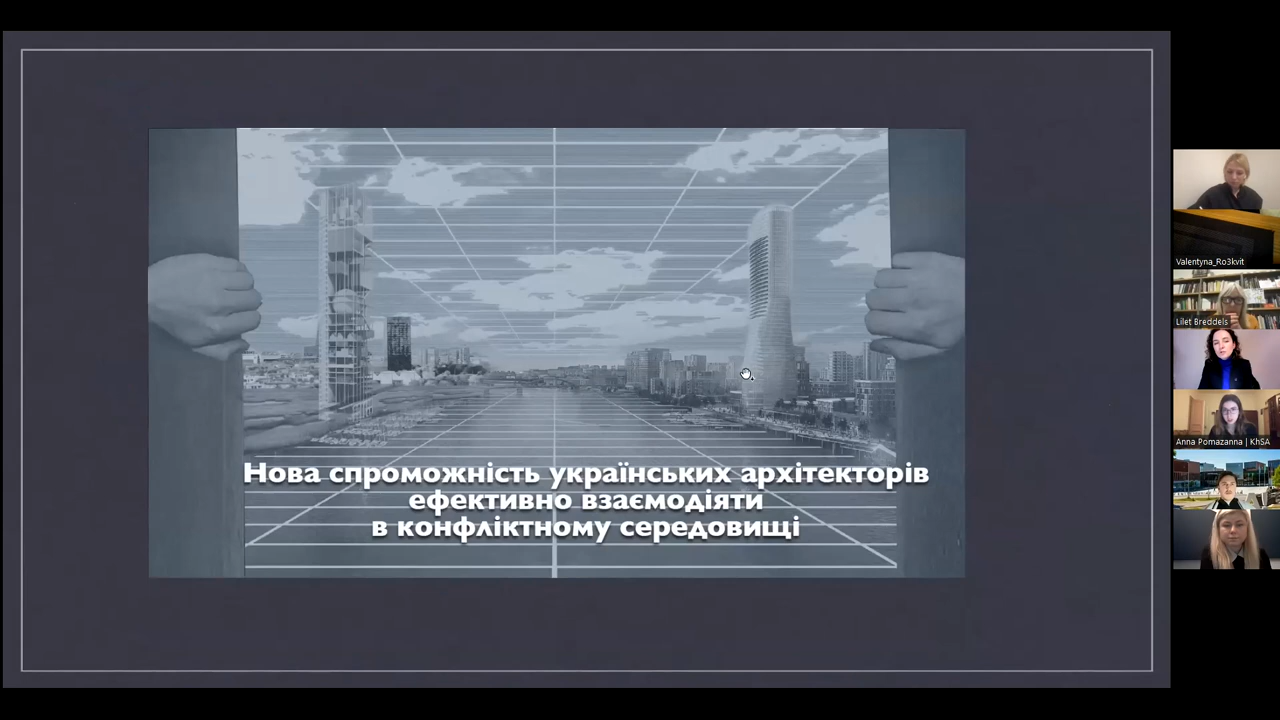 Нова спроможність українських архітекторів
ефективно взаємодіяти
в конфліктному середовищі
Valentyna_Ro3kvit
Lilet Breddels
Anna Pomazanna | KhSA